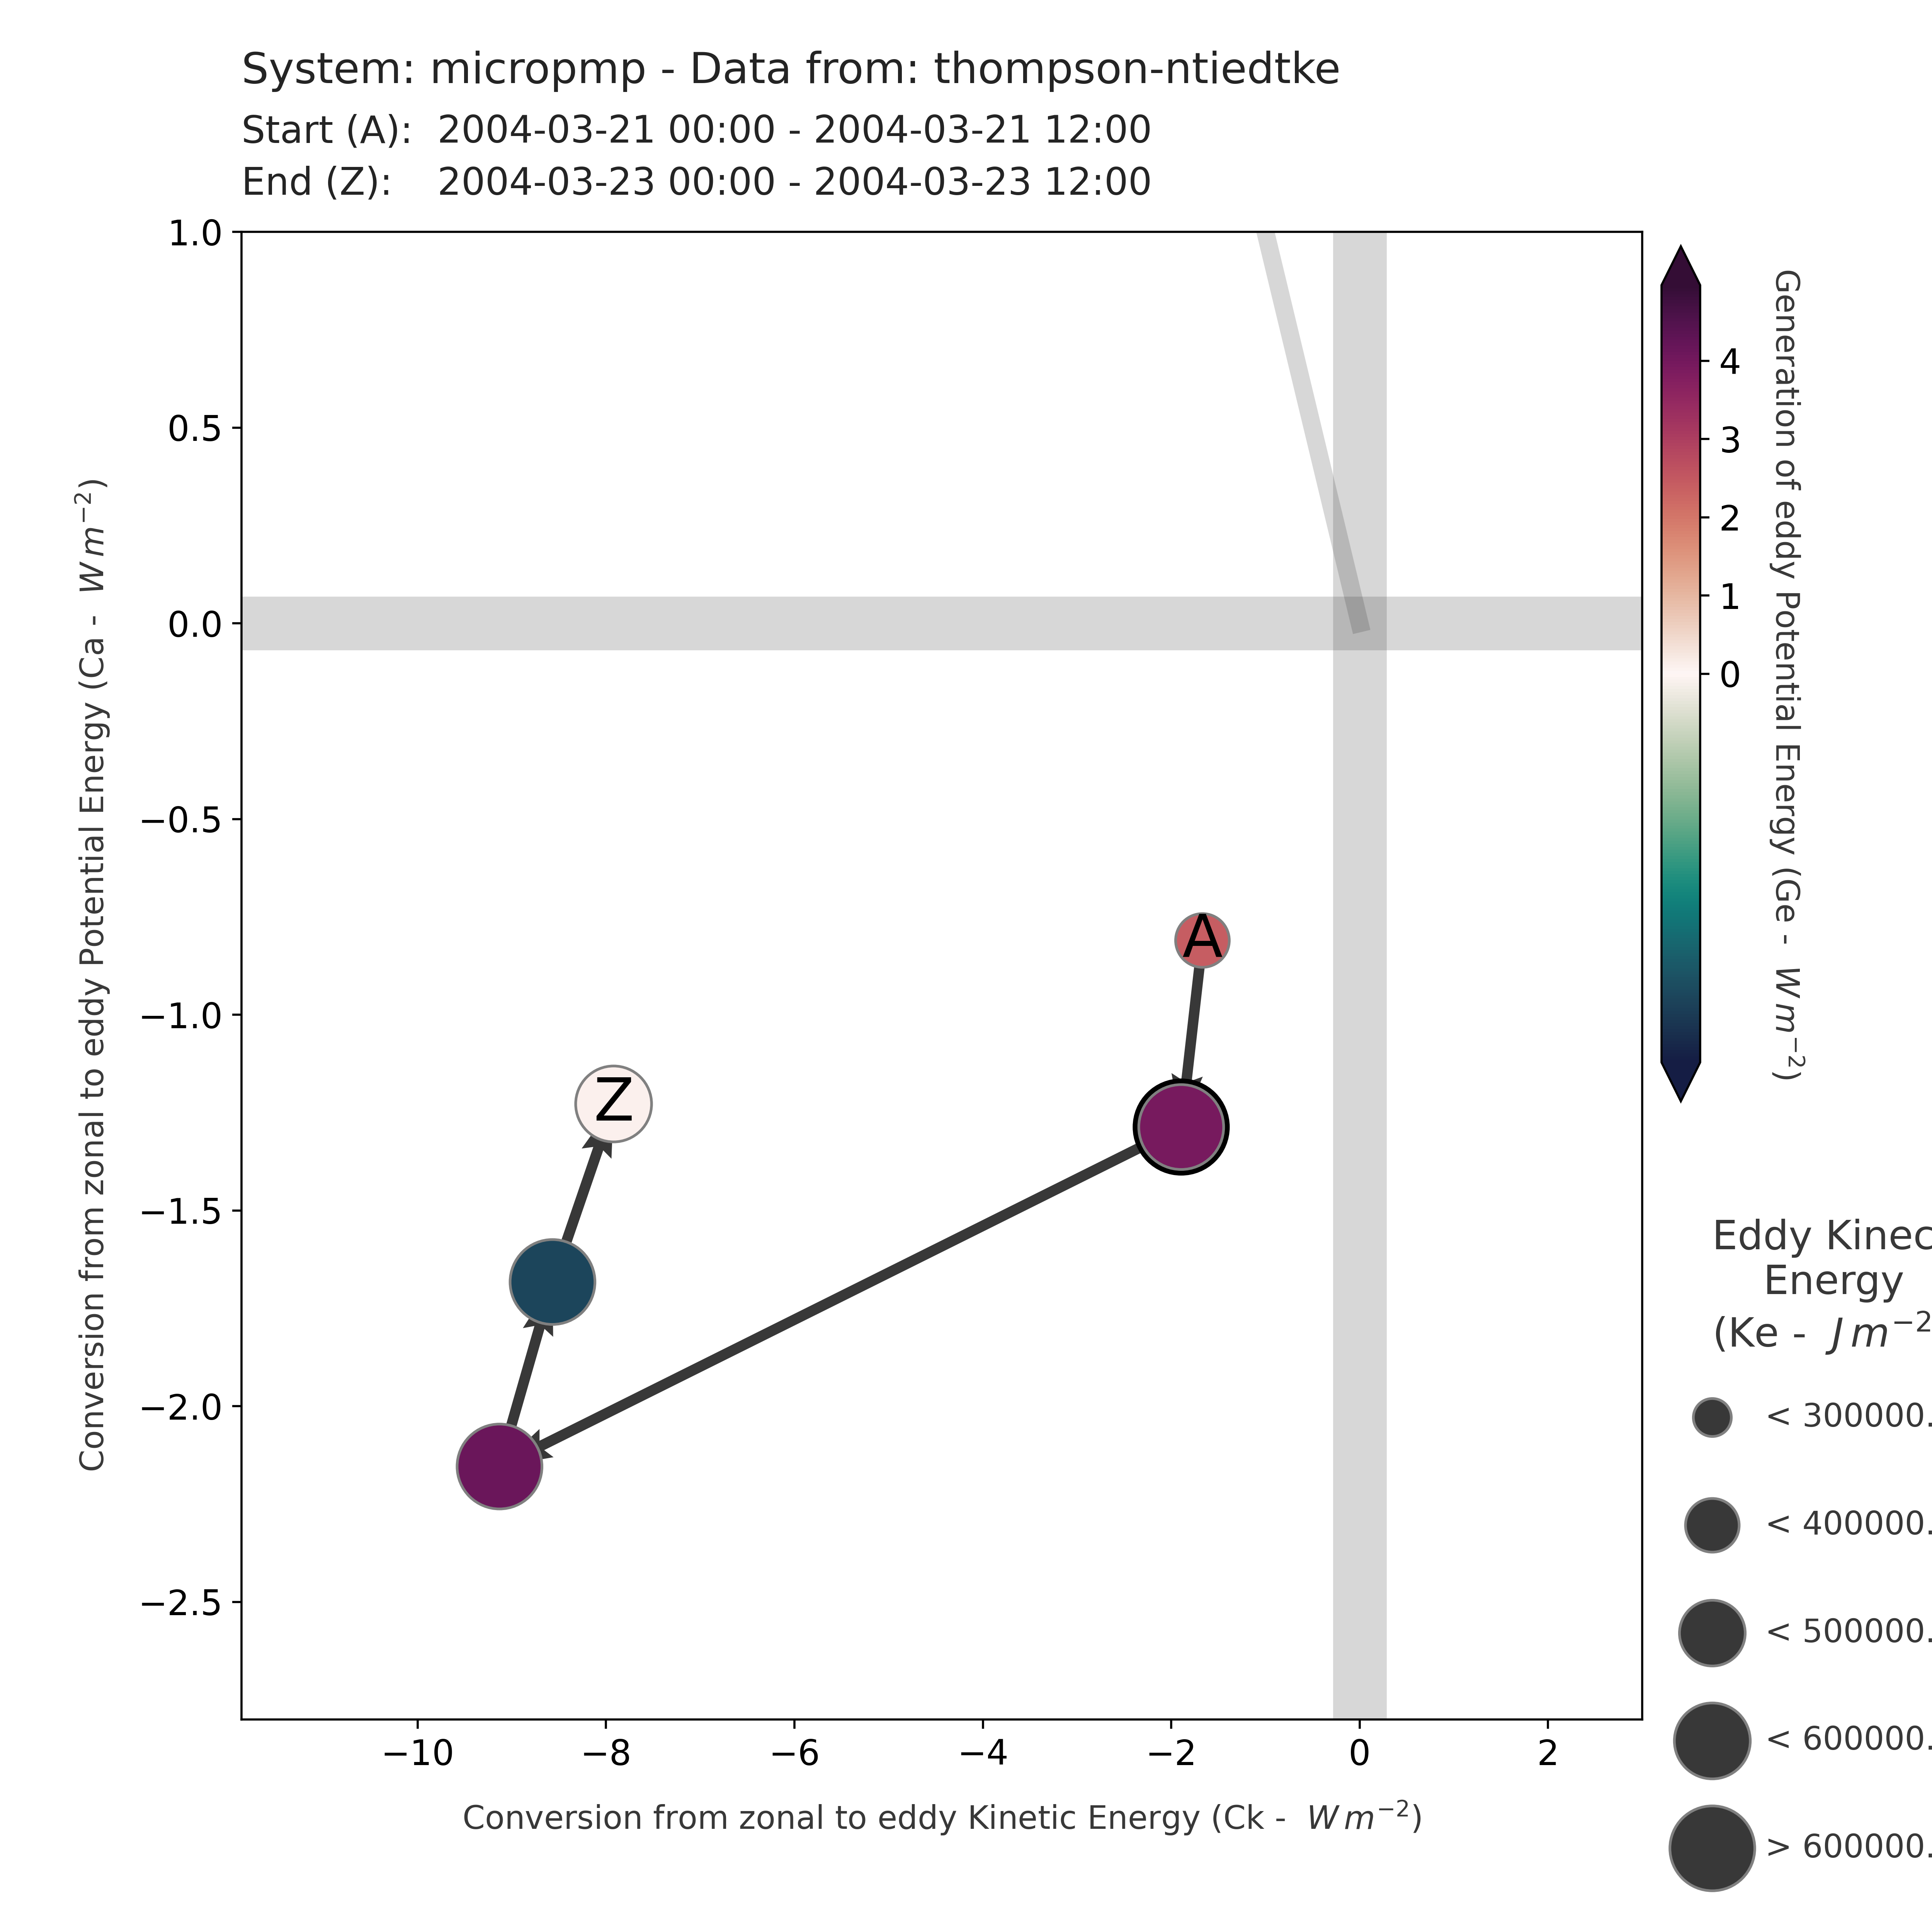 System: micropmp - Data from: thompson-ntiedtke
Start (A): 2004-03-21 00:00 - 2004-03-21 12:00
End (Z): 2004-03-23 00:00 - 2004-03-23 12:00
1.0
0.5
0.0
−0.5
−1.0
−1.5
−2.0
−2.5
Conversion from zonal to eddy Potential Energy (Ca - W m⁻²)
A
Z
−10
−8
−6
−4
−2
0
2
Conversion from zonal to eddy Kinetic Energy (Ck - W m⁻²)
4
3
2
1
0
Generation of eddy Potential Energy (Ge - W m⁻²)
Eddy Kinec
Energy
(Ke - J m⁻²
< 300000.
< 400000.
< 500000.
< 600000.
> 600000.